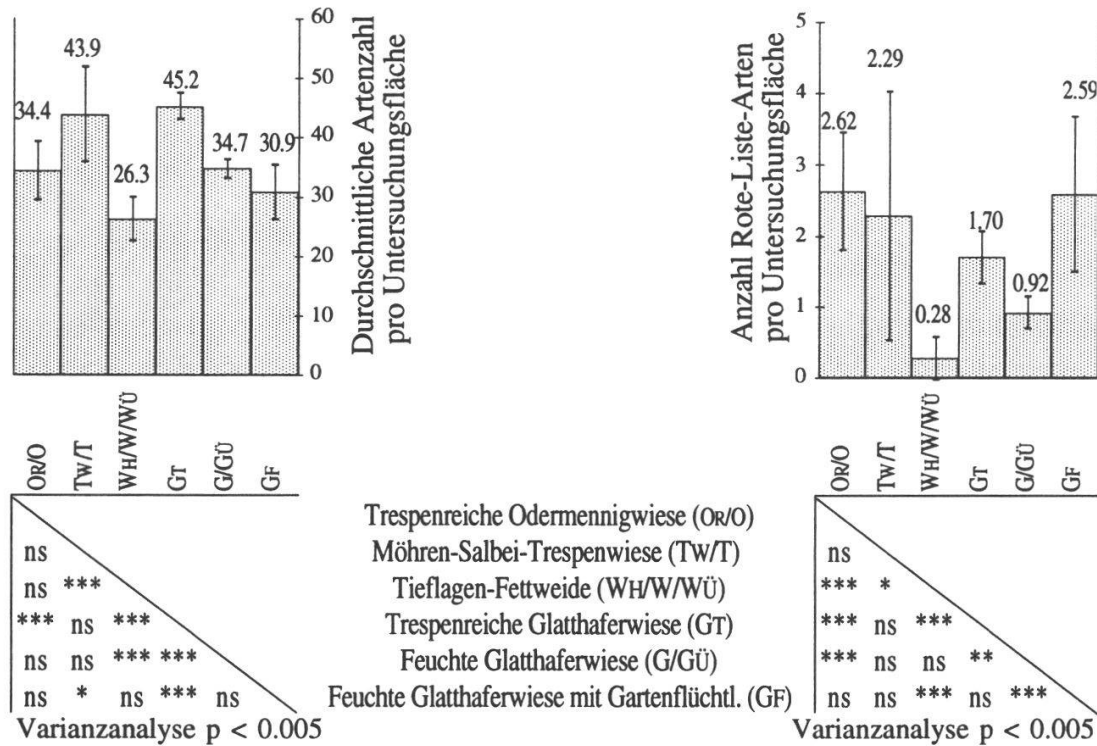 60
50
40
30
20
10
0
Durchschnittliche Artenzahl
pro Untersuchungsfläche
34.4
43.9
26.3
45.2
34.7
30.9
OR/O
TW/T
WH/W/WÜ
GT
G/GÜ
GF
5
4
3
2
1
0
Anzahl Rote-Liste-Arten
pro Untersuchungsfläche
2.62
2.29
0.28
1.70
0.92
2.59
OR/O
TW/T
WH/W/WÜ
GT
G/GÜ
GF
ns
ns ***
*** ns ***
ns ns *** ***
ns * ns *** ns
Varianzanalyse p < 0.005
Trespenreiche Odermennigwiese (OR/O)
Möhren-Salbei-Trespenwiese (TW/T)
Tieflagen-Fettweide (WH/W/WÜ)
Trespenreiche Glatthaferwiese (GT)
Feuchte Glatthaferwiese (G/GÜ)
Feuchte Glatthaferwiese mit Gartenflüchtl. (GF)
ns
*** *
*** ns ***
*** ns ns **
ns ns *** ns ***
Varianzanalyse p < 0.005